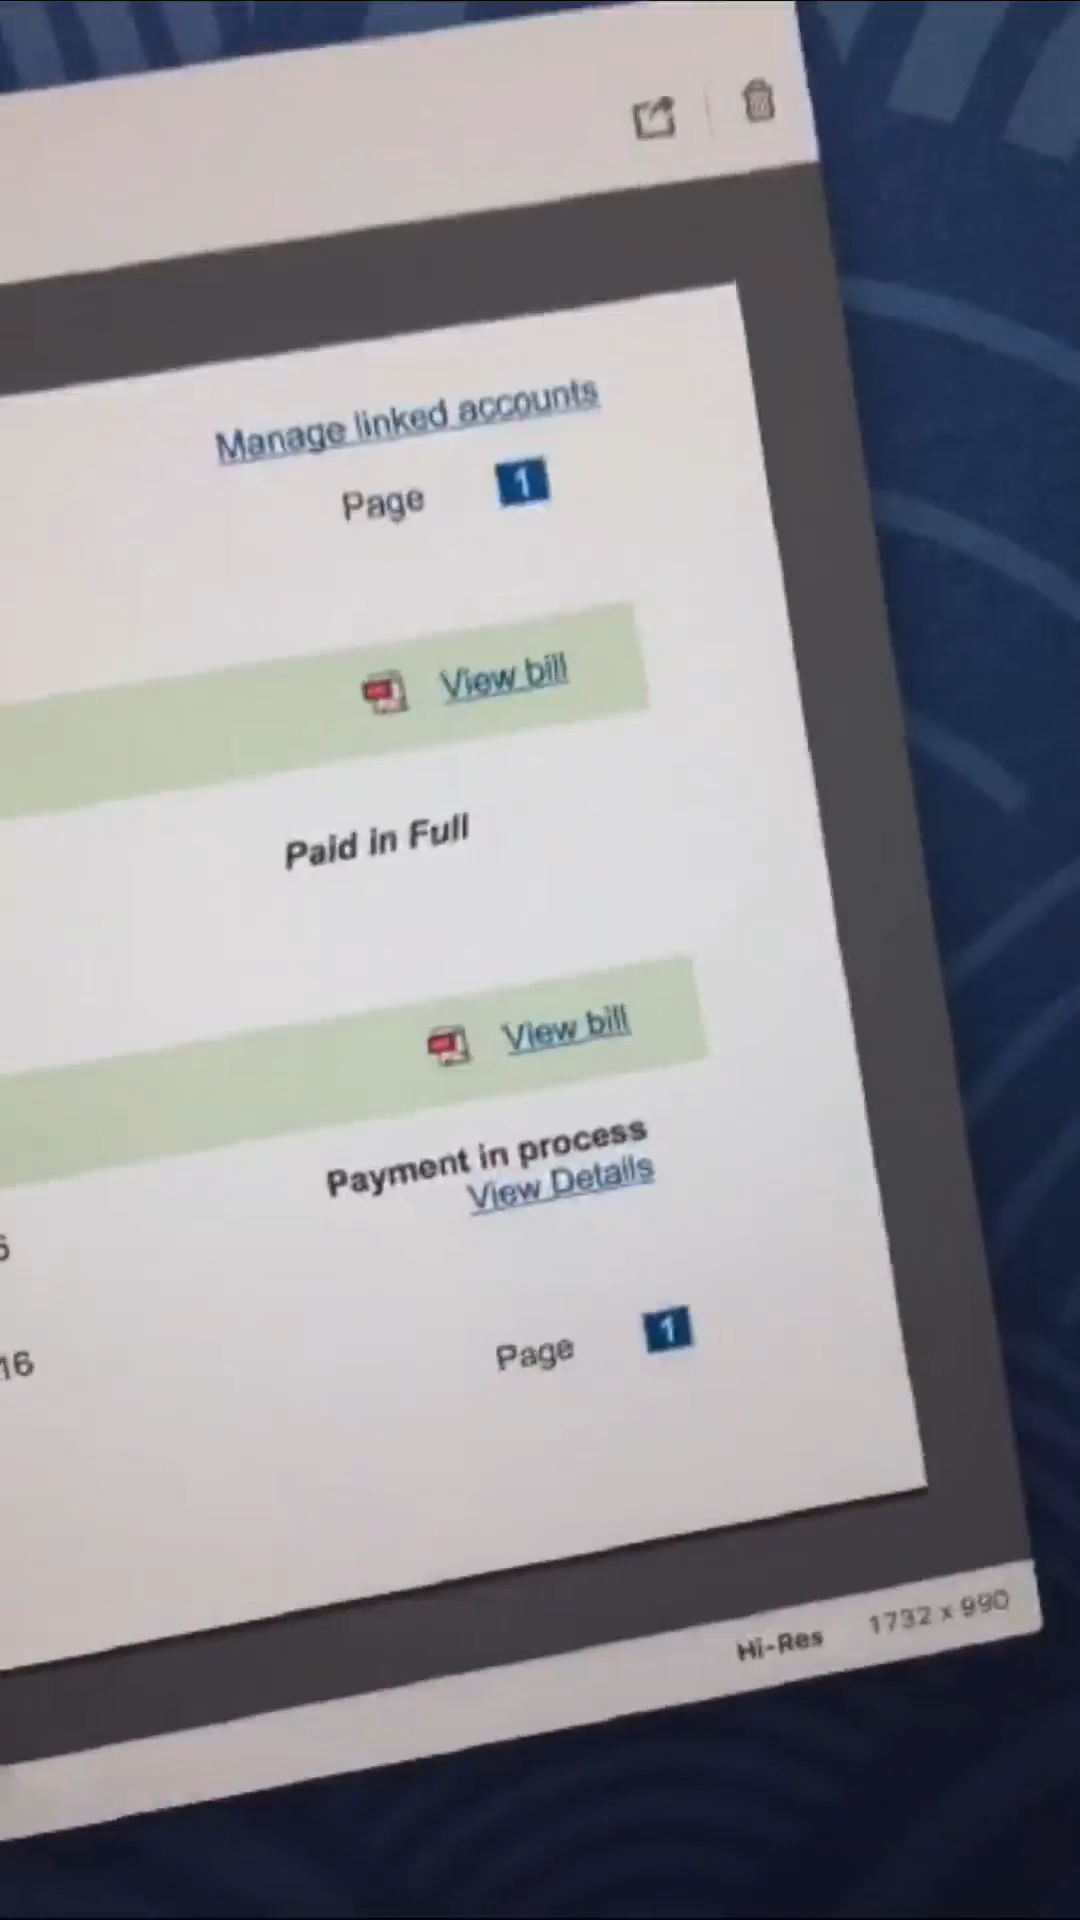 Manage linked accounts
Page 1
View bill
Paid in Full
View bill
Payment in process
View Details
6
16
Page 1
Hi-Res 1732 x 990